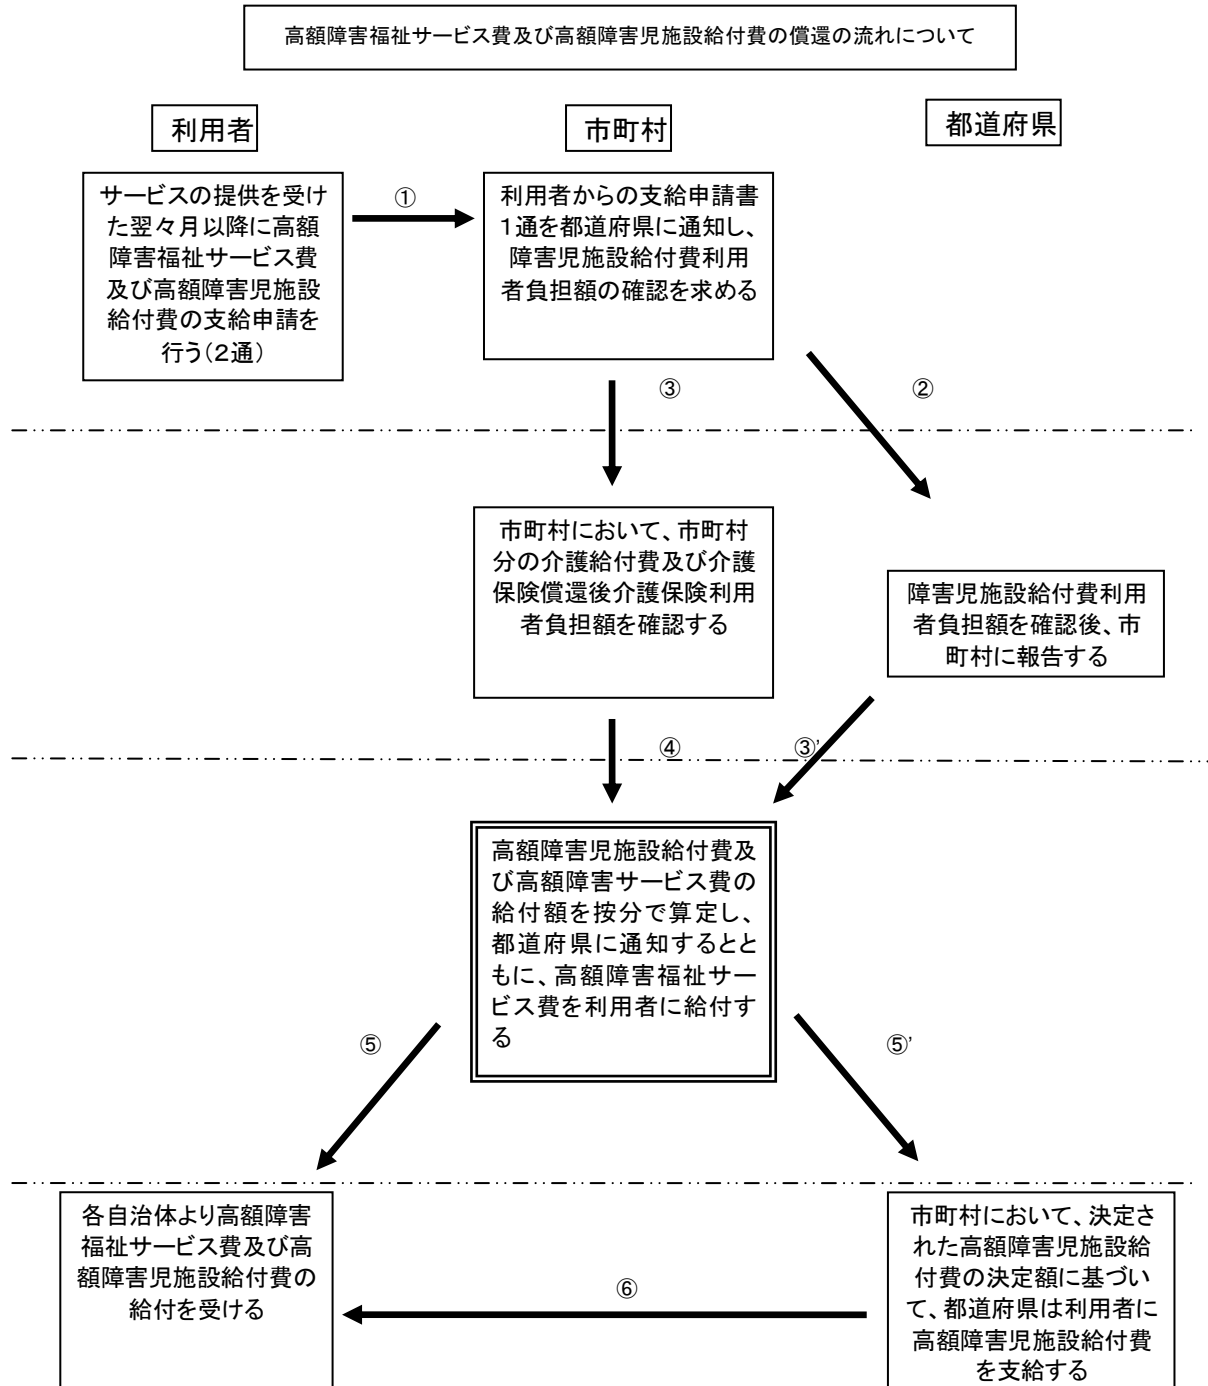 高額障害福祉サービス費及び高額障害児施設給付費の償還の流れについて
利用者
市町村
都道府県
サービスの提供を受け
た翌々月以降に高額
障害福祉サービス費
及び高額障害児施設
給付費の支給申請を
行う(2通)
①
利用者からの支給申請書
1通を都道府県に通知し、
障害児施設給付費利用
者負担額の確認を求める
③
②
市町村において、市町村
分の介護給付費及び介護
保険償還後介護保険利用
者負担額を確認する
障害児施設給付費利用
者負担額を確認後、市
町村に報告する
④
③’
高額障害児施設給付費及
び高額障害サービス費の
給付額を按分で算定し、
都道府県に通知するとと
もに、高額障害福祉サー
ビス費を利用者に給付す
る
⑤
⑤’
各自治体より高額障害
福祉サービス費及び高
額障害児施設給付費の
給付を受ける
⑥
市町村において、決定さ
れた高額障害児施設給
付費の決定額に基づい
て、都道府県は利用者に
高額障害児施設給付費
を支給する